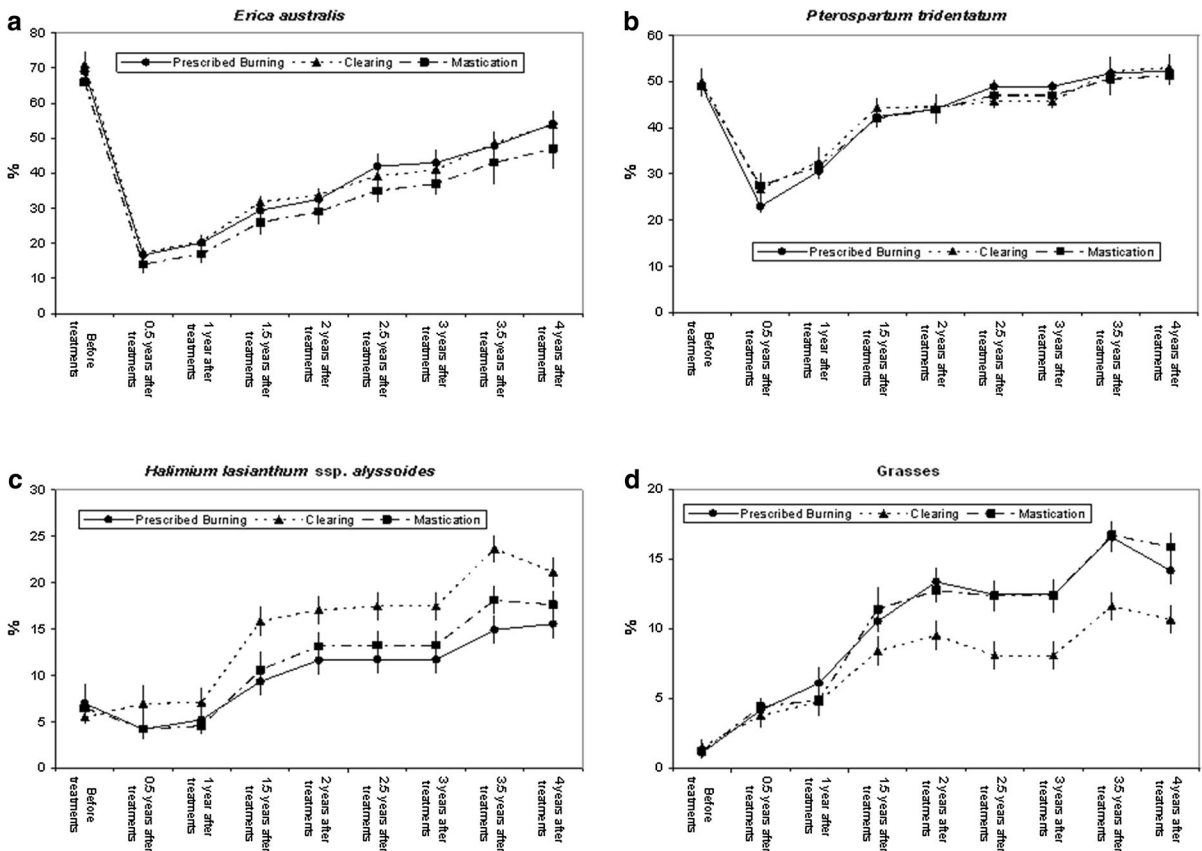 a
Erica australis
Prescribed Burning
Clearing
Mastication
80
70
60
50
40
30
20
10
0
%
Before
treatments
0.5 years after
treatments
1 year after
treatments
1.5 years after
treatments
2 years after
treatments
2.5 years after
treatments
3 years after
treatments
3.5 years after
treatments
4 years after
treatments
b
Pterospartum tridentatum
60
50
40
30
20
10
0
%
Prescribed Burning
Clearing
Mastication
Before
treatments
0.5 years after
treatments
1 year after
treatments
1.5 years after
treatments
2 years after
treatments
2.5 years after
treatments
3 years after
treatments
3.5 years after
treatments
4 years after
treatments
c
Halimium lasianthum ssp. alyssoides
Prescribed Burning
Clearing
Mastication
30
25
20
15
10
5
0
%
Before
treatments
0.5 years after
treatments
1 year after
treatments
1.5 years after
treatments
2 years after
treatments
2.5 years after
treatments
3 years after
treatments
3.5 years after
treatments
4 years after
treatments
d
Grasses
Prescribed Burning
Clearing
Mastication
20
15
10
5
0
%
Before
treatments
0.5 years after
treatments
1 year after
treatments
1.5 years after
treatments
2 years after
treatments
2.5 years after
treatments
3 years after
treatments
3.5 years after
treatments
4 years after
treatments